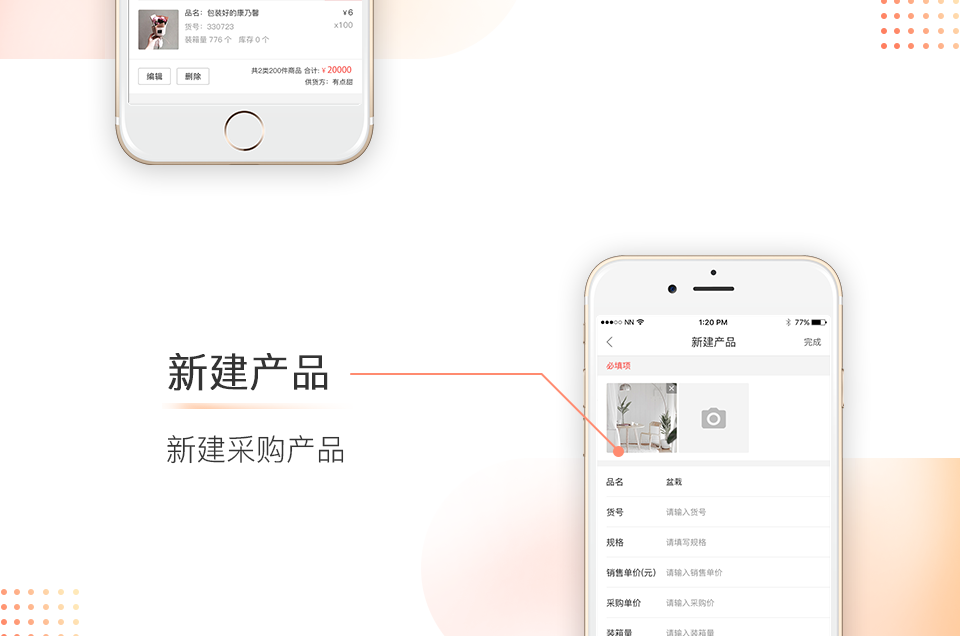 品名：包装好的康乃馨 ¥6
货号：330723 x100
装箱量 776 个 库存 0 个
编辑 删除 共2类200件商品 合计: ¥ 20000
供货方：有点甜
NN 1:20 PM 77%
新建产品 完成
必填项
新建产品
新建采购产品
品名 盆栽
货号 请输入货号
规格 请填写规格
销售单价(元) 请输入销售单价
采购单价 请输入采购价
装箱量 请输入装箱量